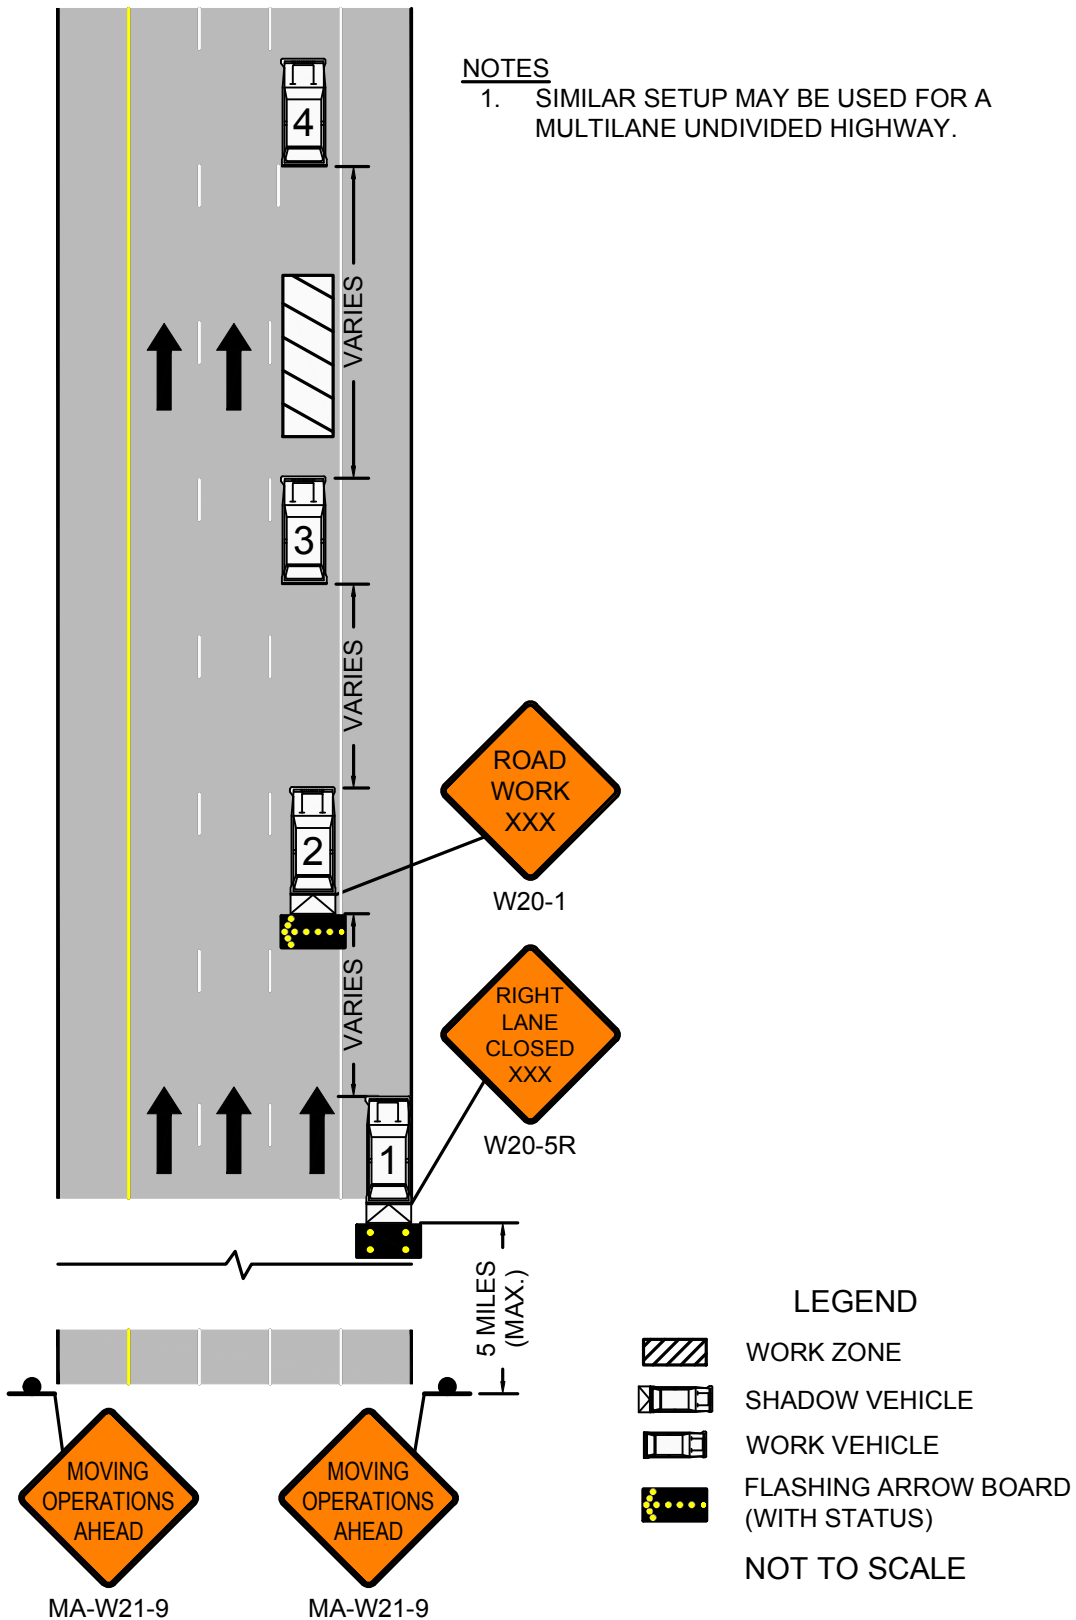 NOTES
1. SIMILAR SETUP MAY BE USED FOR A
MULTILANE UNDIVIDED HIGHWAY.
4
VARIES
3
VARIES
ROAD
WORK
XXX
W20-1
2
VARIES
RIGHT
LANE
CLOSED
XXX
W20-5R
1
5 MILES
(MAX.)
MOVING
OPERATIONS
AHEAD
MA-W21-9
MOVING
OPERATIONS
AHEAD
MA-W21-9
LEGEND
WORK ZONE
SHADOW VEHICLE
WORK VEHICLE
FLASHING ARROW BOARD
(WITH STATUS)
NOT TO SCALE